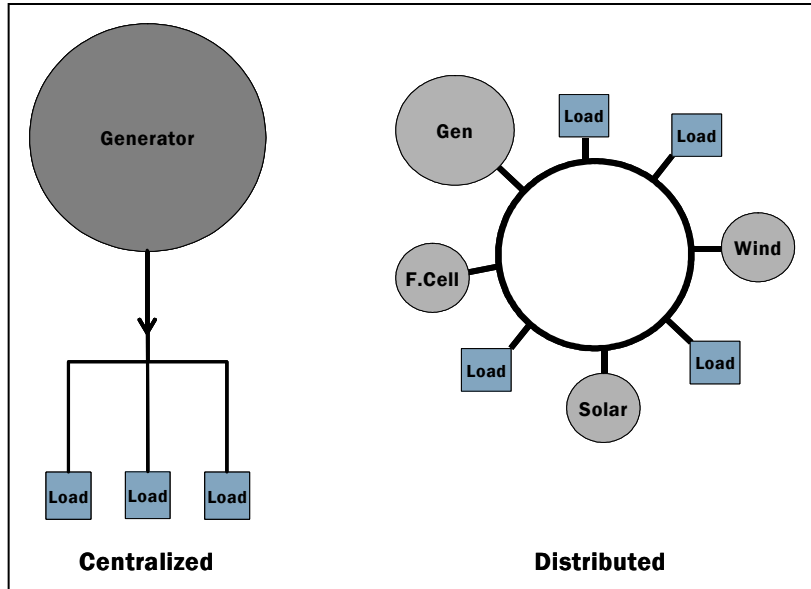 Generator
Load
Load
Load
Centralized
Gen
Load
Load
F.Cell
Wind
Load
Load
Solar
Distributed